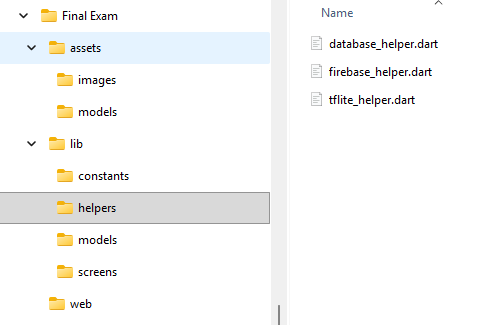 Final Exam
assets
images
models
lib
constants
helpers
models
screens
web
Name
database_helper.dart
firebase_helper.dart
tflite_helper.dart